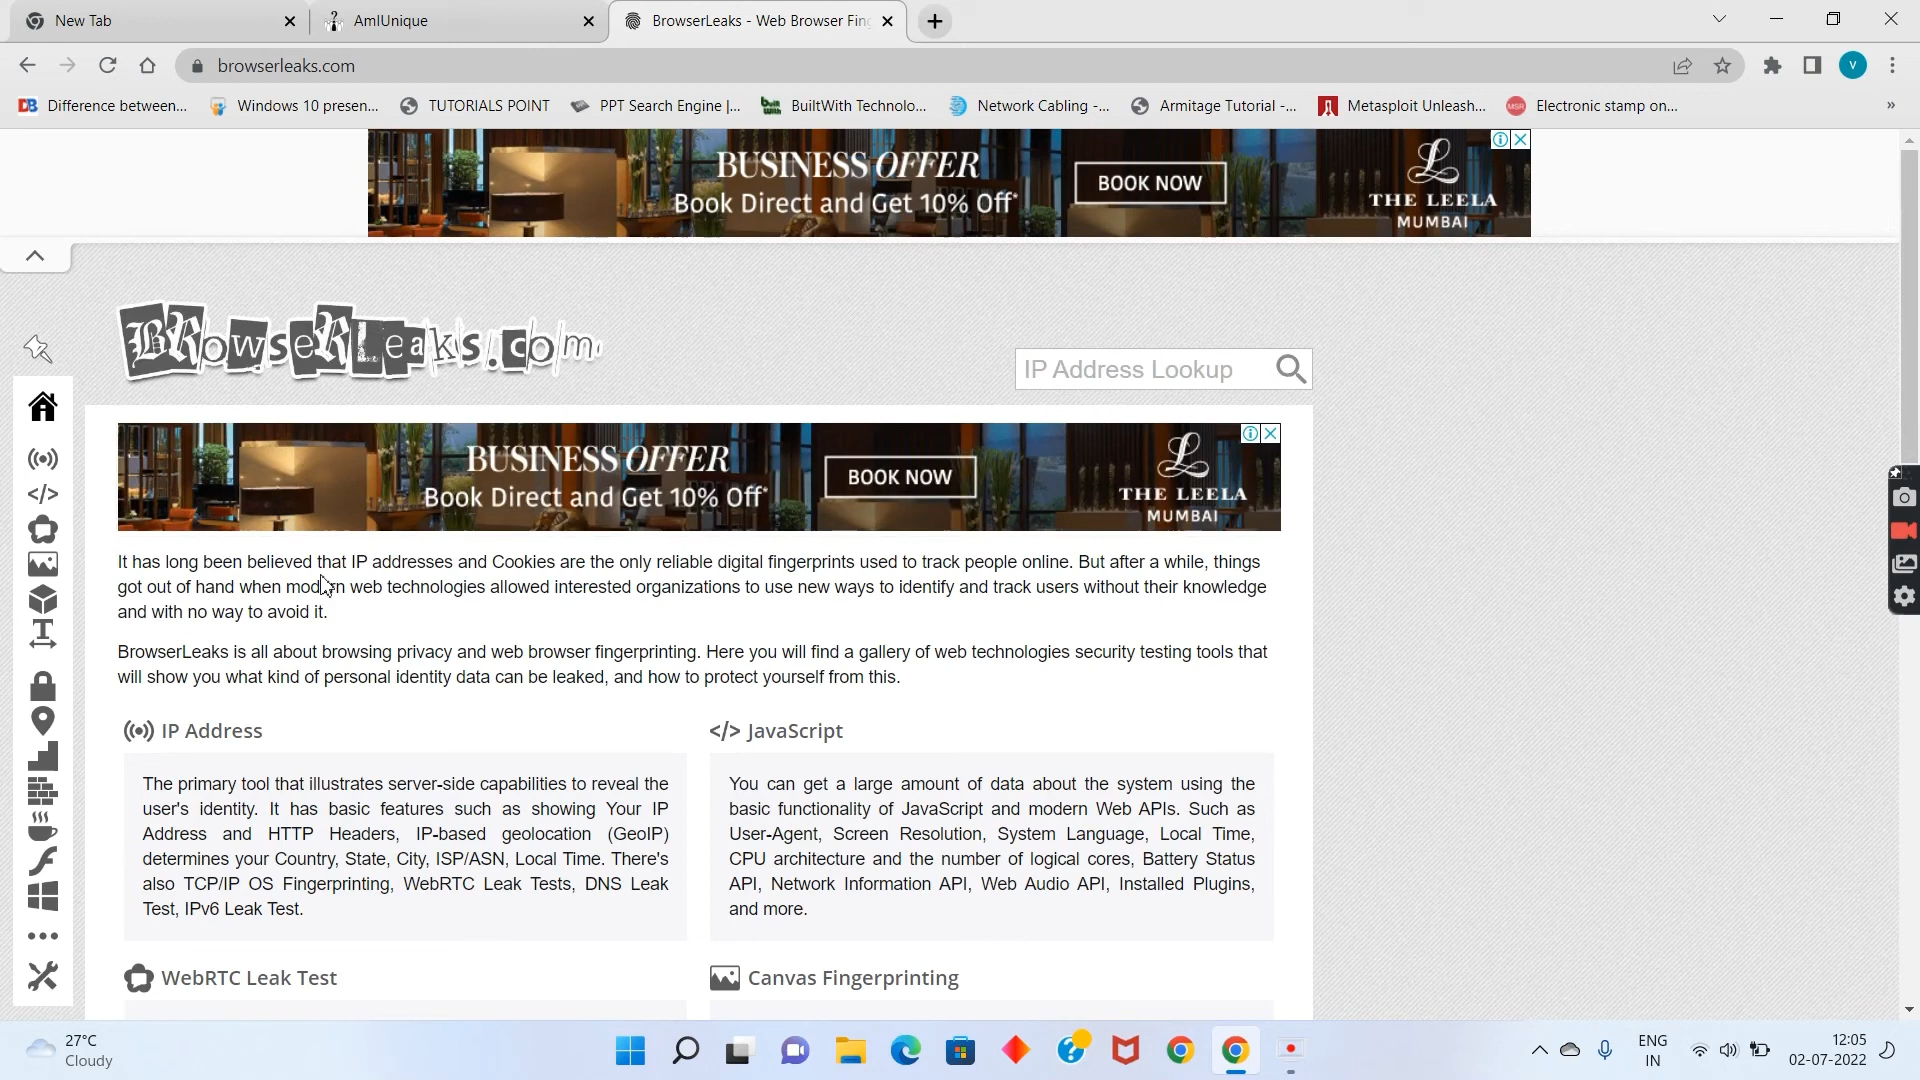 New Tab
AmIUnique
BrowserLeaks - Web Browser Fin
browserleaks.com
V
Difference between...
Windows 10 presen...
TUTORIALS POINT
PPT Search Engine |...
BuiltWith Technolo...
Network Cabling -...
Armitage Tutorial -...
Metasploit Unleash...
Electronic stamp on...
»
BUSINESS OFFER
Book Direct and Get 10% Off*
BOOK NOW
L
THE LEELA
MUMBAI
BRowseRLeaks.com
IP Address Lookup
BUSINESS OFFER
Book Direct and Get 10% Off*
BOOK NOW
L
THE LEELA
MUMBAI
It has long been believed that IP addresses and Cookies are the only reliable digital fingerprints used to track people online. But after a while, things
got out of hand when modern web technologies allowed interested organizations to use new ways to identify and track users without their knowledge
and with no way to avoid it.
BrowserLeaks is all about browsing privacy and web browser fingerprinting. Here you will find a gallery of web technologies security testing tools that
will show you what kind of personal identity data can be leaked, and how to protect yourself from this.
IP Address
The primary tool that illustrates server-side capabilities to reveal the
user's identity. It has basic features such as showing Your IP
Address and HTTP Headers, IP-based geolocation (GeoIP)
determines your Country, State, City, ISP/ASN, Local Time. There's
also TCP/IP OS Fingerprinting, WebRTC Leak Tests, DNS Leak
Test, IPv6 Leak Test.
</> JavaScript
You can get a large amount of data about the system using the
basic functionality of JavaScript and modern Web APIs. Such as
User-Agent, Screen Resolution, System Language, Local Time,
CPU architecture and the number of logical cores, Battery Status
API, Network Information API, Web Audio API, Installed Plugins,
and more.
WebRTC Leak Test
Canvas Fingerprinting
27°C
Cloudy
ENG
IN
12:05
02-07-2022